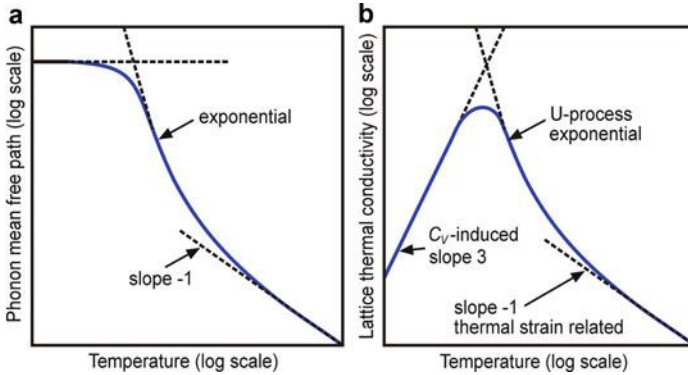 a
Phonon mean free path (log scale)
exponential
slope -1
Temperature (log scale)
b
Lattice thermal conductivity (log scale)
U-process
exponential
C_V-induced
slope 3
slope -1
thermal strain related
Temperature (log scale)